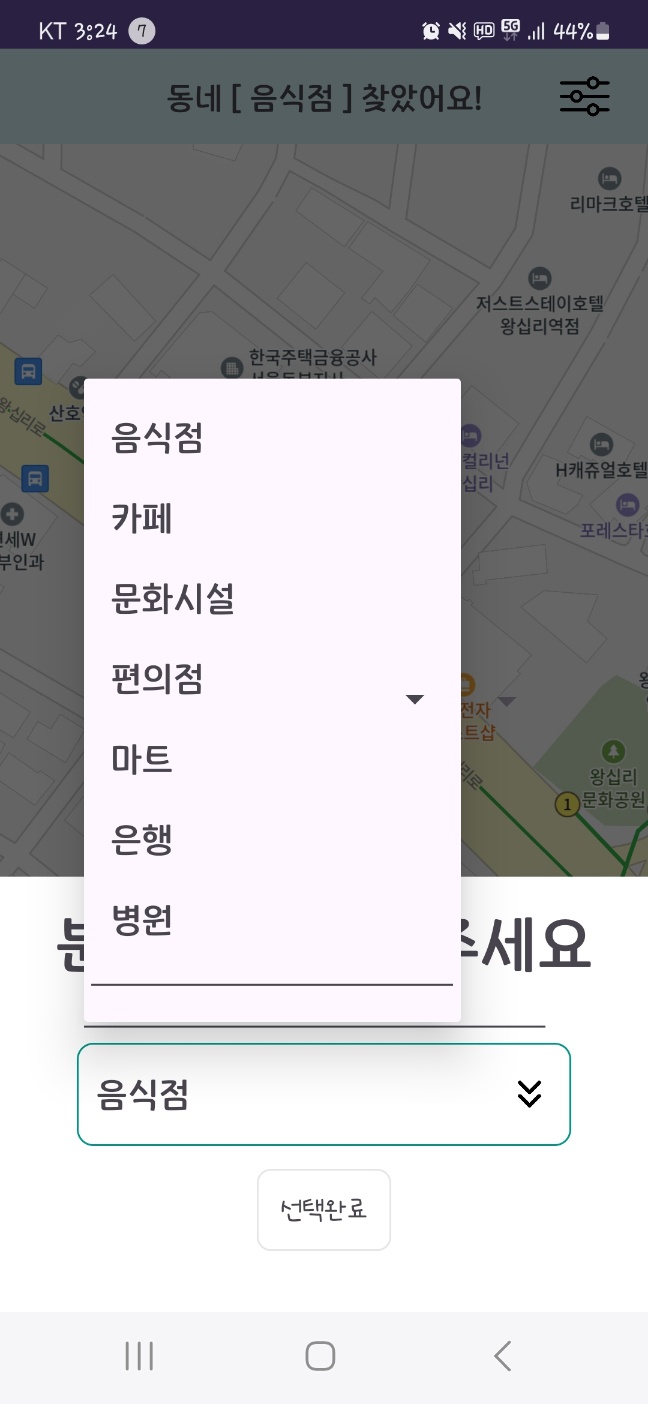 KT 3:24 7
HD 5G 44%
동네 [ 음식점 ] 찾았어요!
리마크호텔
저스트스테이호텔
왕십리역점
한국주택금융공사
왕십리로
산호
컬리넌
십리
H캐쥬얼호텔
포레스타
세W
부인과
음식점
카페
문화시설
편의점
마트
은행
병원
전자
트샵
왕십리
문화공원
1
세요
음식점
선택완료